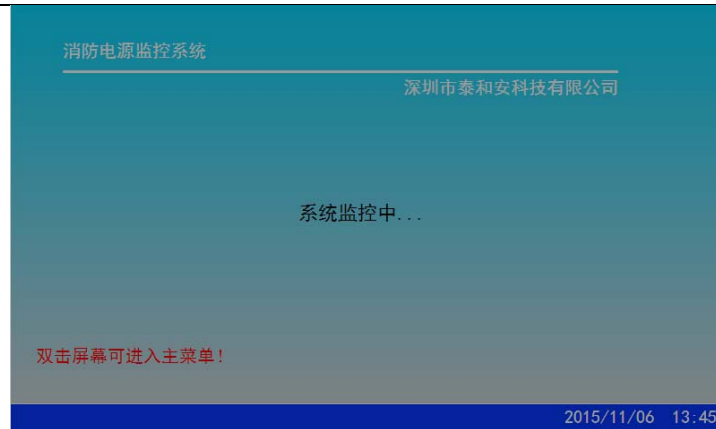 消防电源监控系统
深圳市泰和安科技有限公司
系统监控中...
双击屏幕可进入主菜单!
2015/11/06 13:45